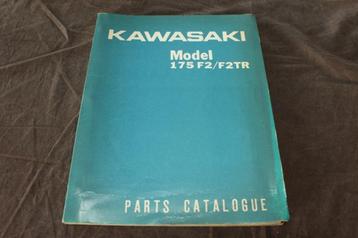 KAWASAKI
Model
175 F2/F2TR
PARTS CATALOGUE